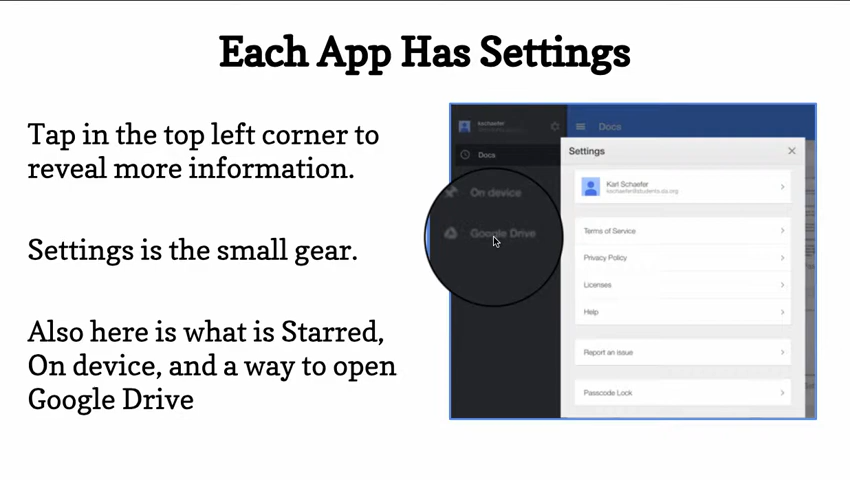 Each App Has Settings
Tap in the top left corner to
reveal more information.
Settings is the small gear.
Also here is what is Starred,
On device, and a way to open
Google Drive
Docs
Docs
On device
Google Drive
Settings
Karl Schaefer
Terms of Service
Privacy Policy
Licenses
Help
Report an issue
Passcode Lock